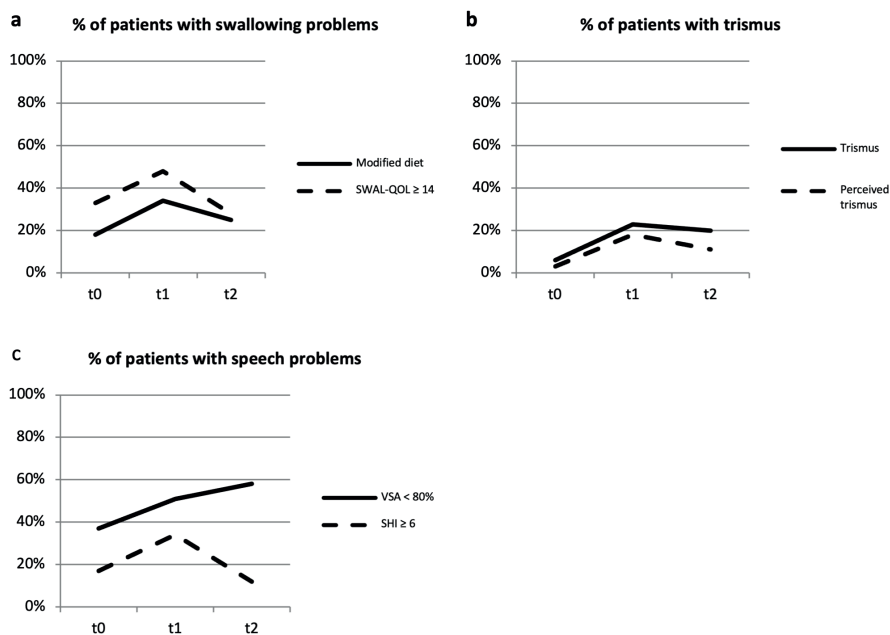 a
% of patients with swallowing problems
100%
80%
60%
40%
20%
0%
t0 t1 t2
Modified diet
SWAL-QOL ≥ 14
b
% of patients with trismus
100%
80%
60%
40%
20%
0%
t0 t1 t2
Trismus
Perceived
trismus
c
% of patients with speech problems
100%
80%
60%
40%
20%
0%
t0 t1 t2
VSA < 80%
SHI ≥ 6